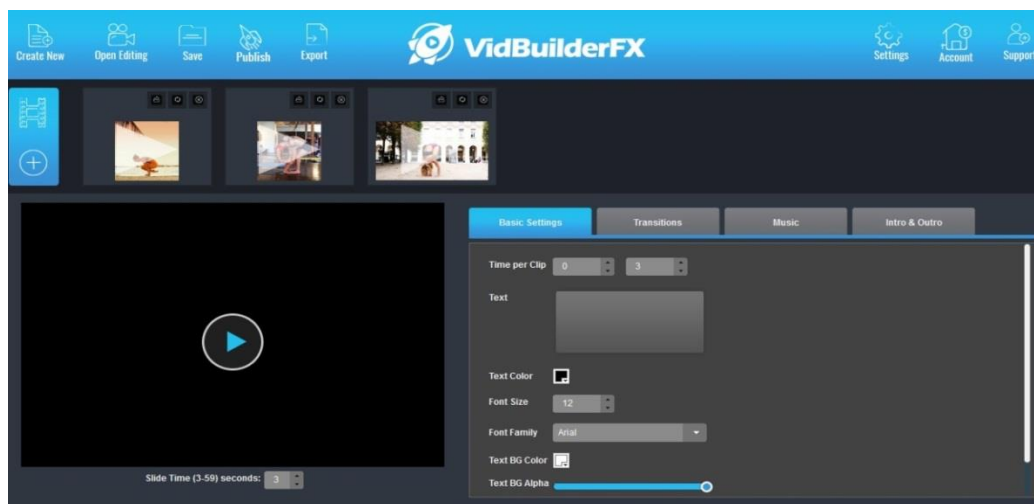 Create New
Open Editing
Save
Publish
Export
VidBuilderFX
Settings
Account
Support
Basic Settings
Transitions
Music
Intro & Outro
Time per Clip 0 3
Text
Text Color
Font Size 12
Font Family Arial
Text BG Color
Text BG Alpha
Slide Time (3-59) seconds: 3